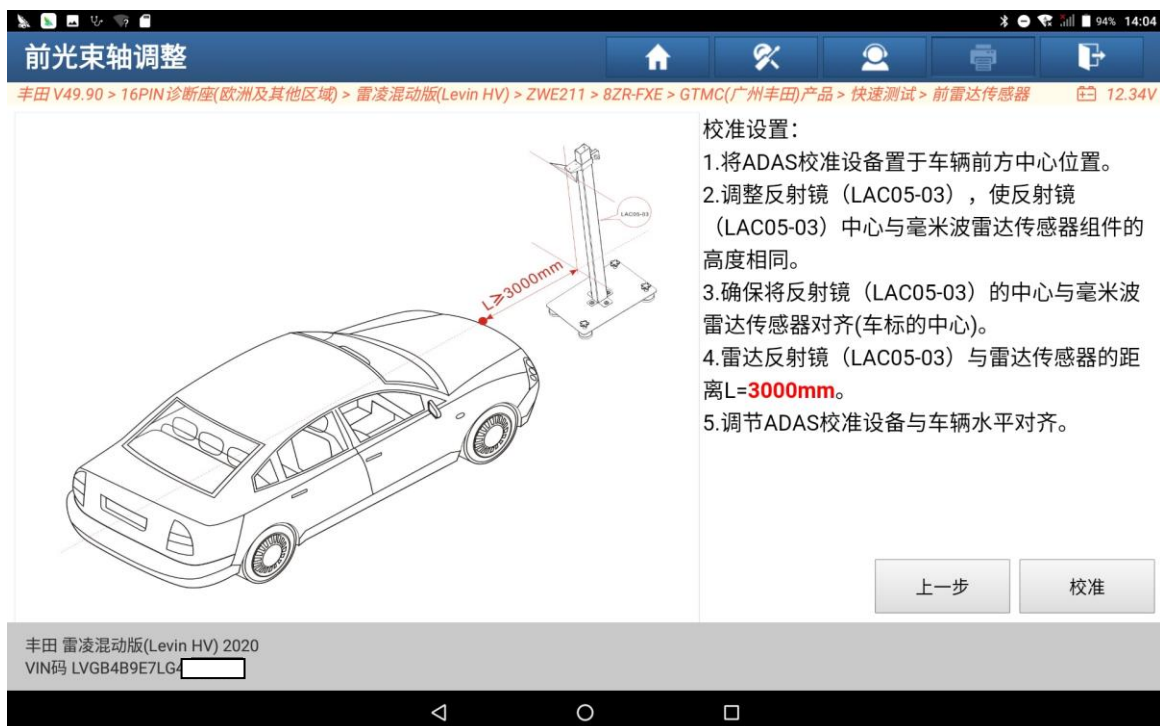 94% 14:04
前光束轴调整
丰田 V49.90 > 16PIN诊断座(欧洲及其他区域) > 雷凌混动版(Levin HV) > ZWE211 > 8ZR-FXE > GTMC(广州丰田)产品 > 快速测试 > 前雷达传感器 12.34V
校准设置：
1.将ADAS校准设备置于车辆前方中心位置。
2.调整反射镜（LAC05-03），使反射镜
（LAC05-03）中心与毫米波雷达传感器组件的
高度相同。
3.确保将反射镜（LAC05-03）的中心与毫米波
雷达传感器对齐(车标的中心)。
4.雷达反射镜（LAC05-03）与雷达传感器的距
离L=3000mm。
5.调节ADAS校准设备与车辆水平对齐。
LAC05-03
L≥3000mm
上一步 校准
丰田 雷凌混动版(Levin HV) 2020
VIN码 LVGB4B9E7LG4